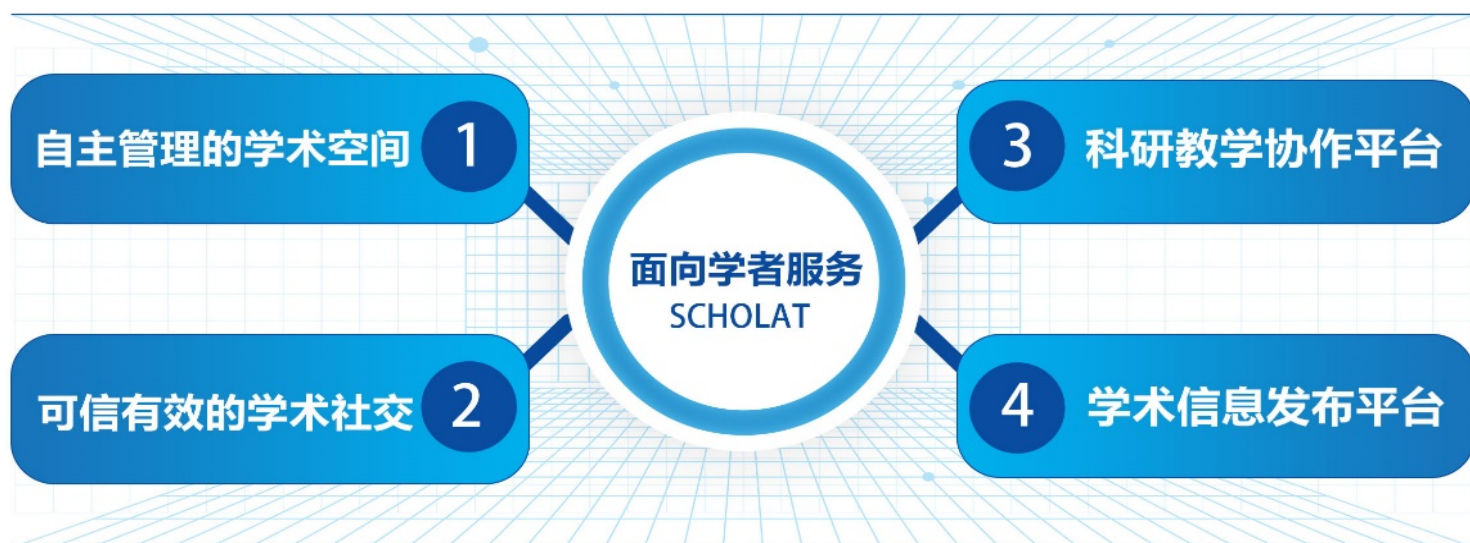 自主管理的学术空间 1
可信有效的学术社交 2
面向学者服务
SCHOLAT
3 科研教学协作平台
4 学术信息发布平台